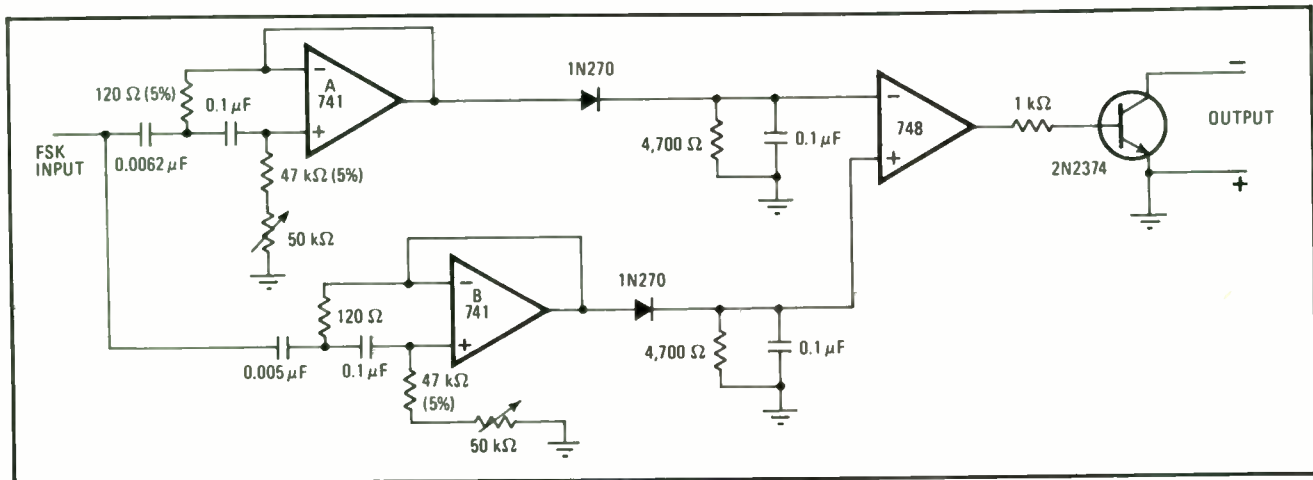 120 Ω (5%)
0.1 μF
FSK
INPUT
0.0062 μF
−
A
741
+
47 kΩ (5%)
50 kΩ
1N270
4,700 Ω
0.1 μF
−
748
+
1 kΩ
2N2374
−
OUTPUT
+
120 Ω
0.005 μF
0.1 μF
−
B
741
+
47 kΩ
(5%)
50 kΩ
1N270
4,700 Ω
0.1 μF